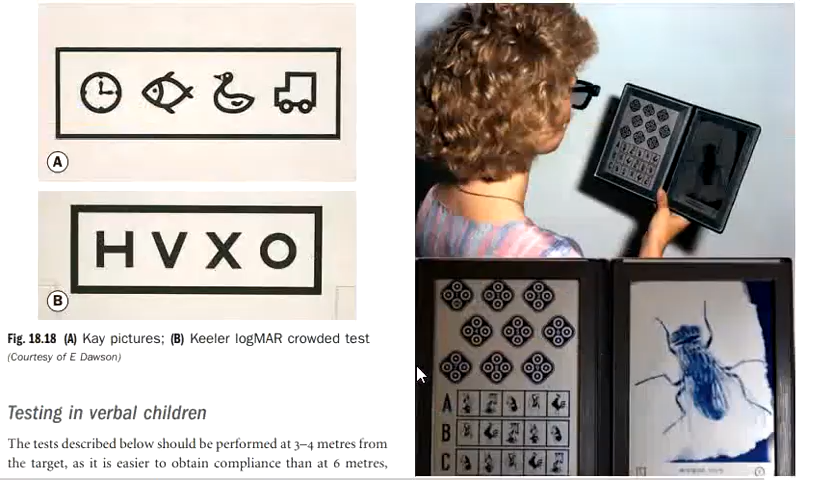 A
H V X O
B
Fig. 18.18 (A) Kay pictures; (B) Keeler logMAR crowded test
(Courtesy of E Dawson)
Testing in verbal children
The tests described below should be performed at 3–4 metres from
the target, as it is easier to obtain compliance than at 6 metres,
A
B
C